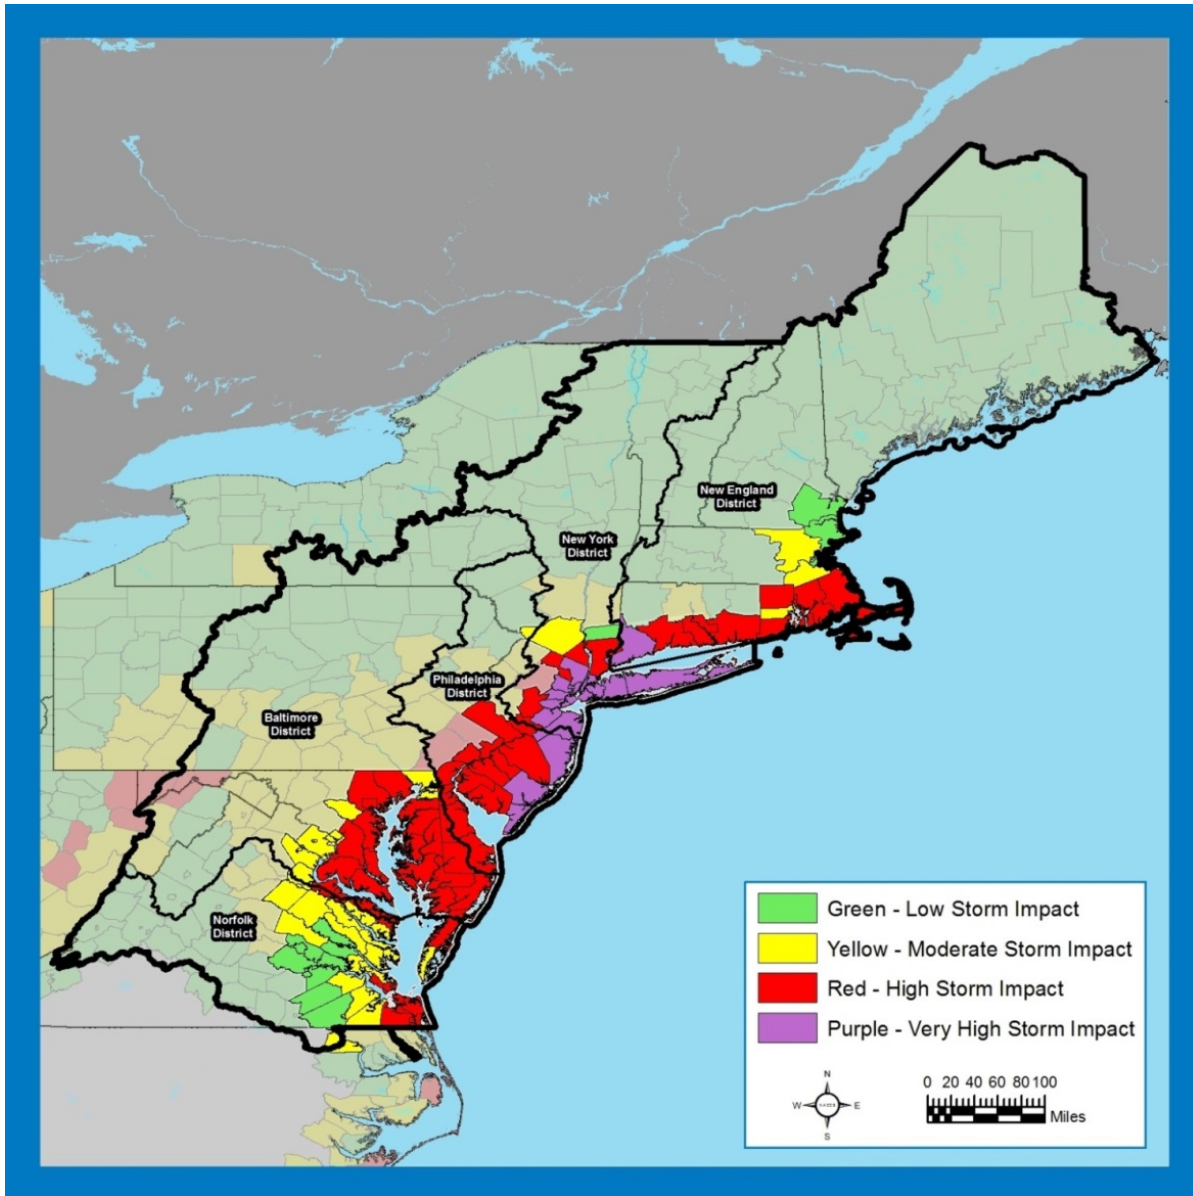 New England
District
New York
District
Philadelphia
District
Baltimore
District
Norfolk
District
Green - Low Storm Impact
Yellow - Moderate Storm Impact
Red - High Storm Impact
Purple - Very High Storm Impact
N
W E
S
0 20 40 60 80 100
Miles